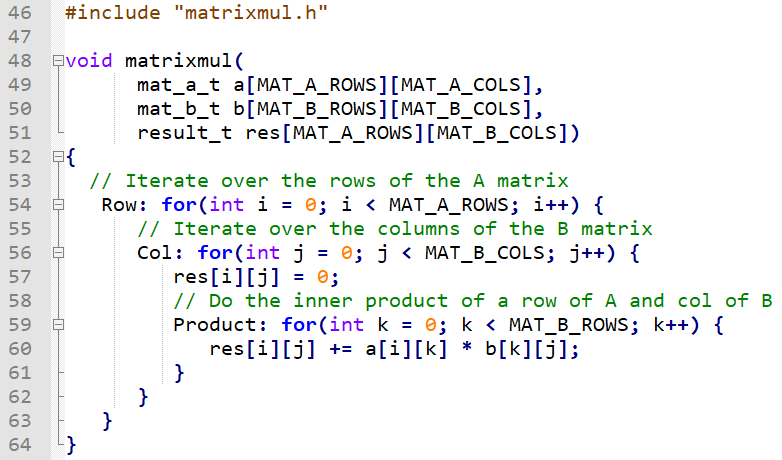 46 #include "matrixmul.h"
47
48 void matrixmul(
49 mat_a_t a[MAT_A_ROWS][MAT_A_COLS],
50 mat_b_t b[MAT_B_ROWS][MAT_B_COLS],
51 result_t res[MAT_A_ROWS][MAT_B_COLS])
52 {
53 // Iterate over the rows of the A matrix
54 Row: for(int i = 0; i < MAT_A_ROWS; i++) {
55 // Iterate over the columns of the B matrix
56 Col: for(int j = 0; j < MAT_B_COLS; j++) {
57 res[i][j] = 0;
58 // Do the inner product of a row of A and col of B
59 Product: for(int k = 0; k < MAT_B_ROWS; k++) {
60 res[i][j] += a[i][k] * b[k][j];
61 }
62 }
63 }
64 }